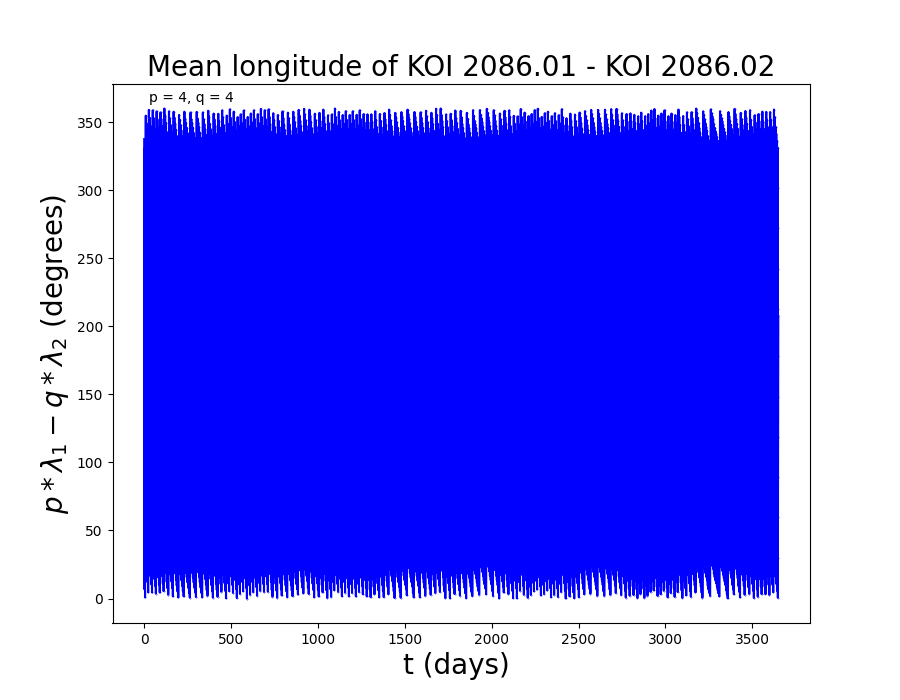 Mean longitude of KOI 2086.01 - KOI 2086.02
p = 4, q = 4
350
300
250
200
150
100
50
0
p * λ₁ − q * λ₂ (degrees)
0 500 1000 1500 2000 2500 3000 3500
t (days)